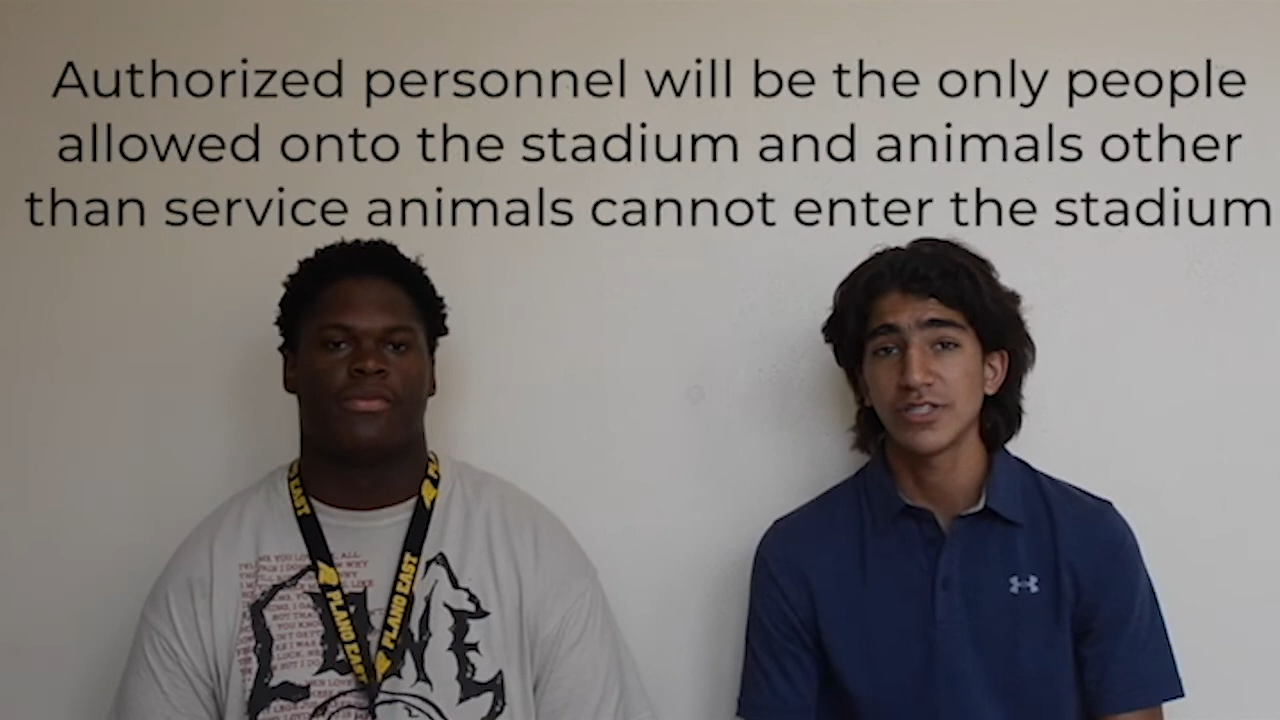 Authorized personnel will be the only people
allowed onto the stadium and animals other
than service animals cannot enter the stadium
PLANO EAST
PLANO EAST